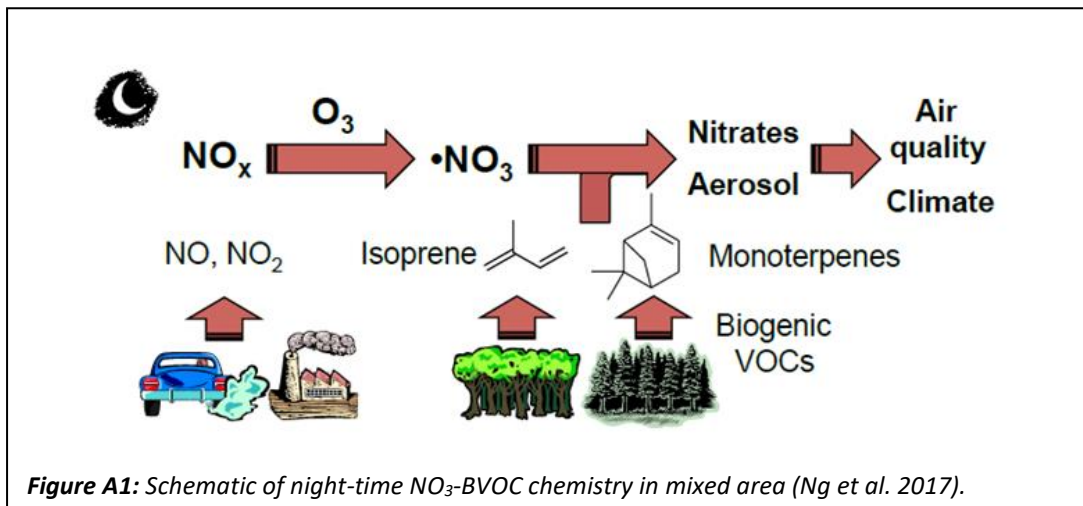 O3
NOx
•NO3
Nitrates
Aerosol
Air
quality
Climate
NO, NO2
Isoprene
Monoterpenes
Biogenic
VOCs
Figure A1: Schematic of night-time NO3-BVOC chemistry in mixed area (Ng et al. 2017).